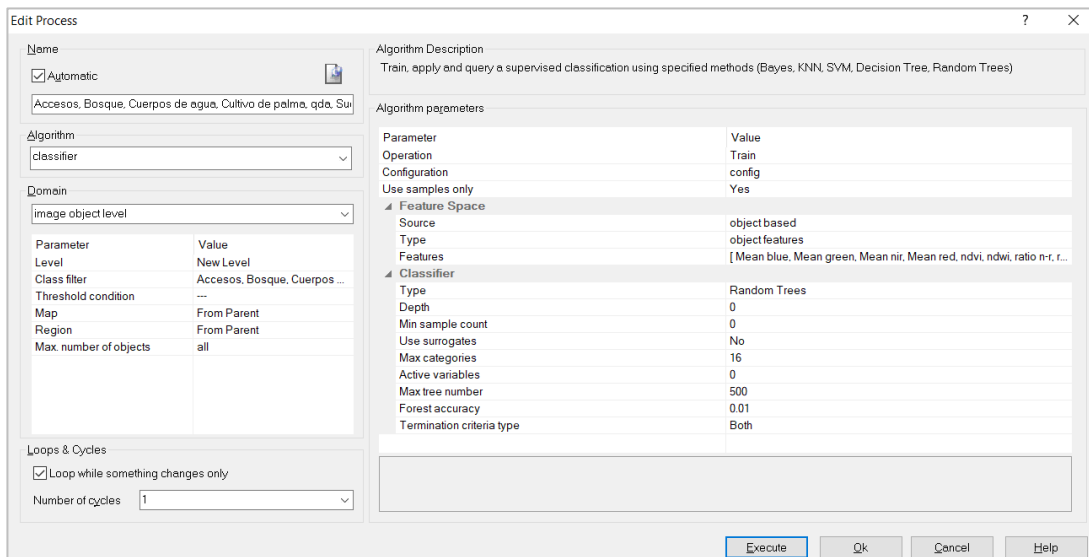 Edit Process
? X
Name
Automatic
Accesos, Bosque, Cuerpos de agua, Cultivo de palma, qda, Su
Algorithm
classifier
Domain
image object level
Parameter Value
Level New Level
Class filter Accesos, Bosque, Cuerpos ...
Threshold condition ---
Map From Parent
Region From Parent
Max. number of objects all
Loops & Cycles
Loop while something changes only
Number of cycles 1
Algorithm Description
Train, apply and query a supervised classification using specified methods (Bayes, KNN, SVM, Decision Tree, Random Trees)
Algorithm parameters
Parameter Value
Operation Train
Configuration config
Use samples only Yes
Feature Space
Source object based
Type object features
Features [ Mean blue, Mean green, Mean nir, Mean red, ndvi, ndwi, ratio n-r, r...
Classifier
Type Random Trees
Depth 0
Min sample count 0
Use surrogates No
Max categories 16
Active variables 0
Max tree number 500
Forest accuracy 0.01
Termination criteria type Both
Execute Ok Cancel Help